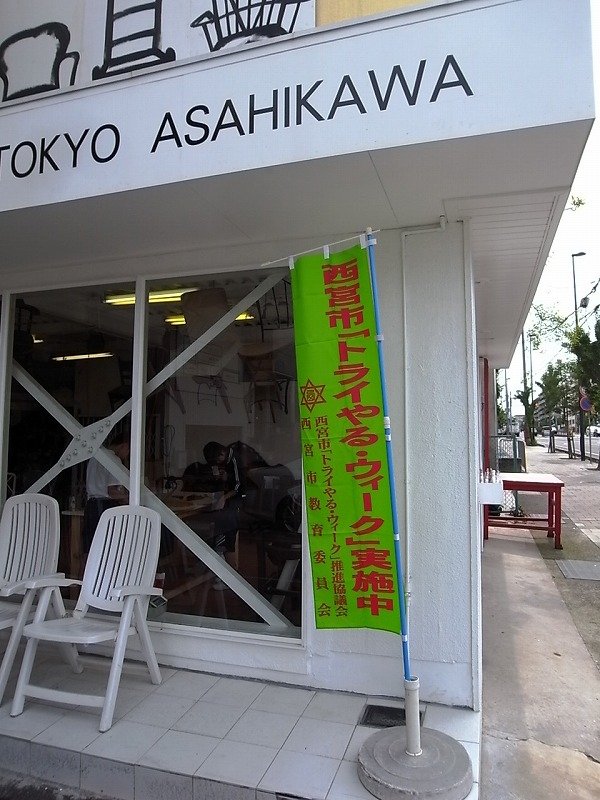 TOKYO ASAHIKAWA
西宮市「トライやる・ウィーク」実施中
西宮市「トライやる・ウィーク」推進協議会
西宮市教育委員会